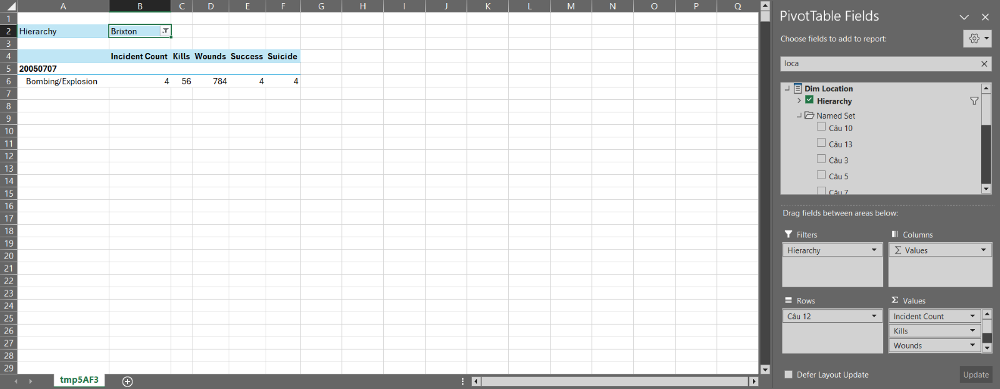 A B C D E F G H I J K L M N O P Q
1
2 Hierarchy Brixton
3
4 Incident Count Kills Wounds Success Suicide
5 20050707
6 Bombing/Explosion 4 56 784 4 4
7
8
9
10
11
12
13
14
15
16
17
18
19
20
21
22
23
24
25
26
27
28
29
tmp5AF3
PivotTable Fields
Choose fields to add to report:
loca
Dim Location
Hierarchy
Named Set
Câu 10
Câu 13
Câu 3
Câu 5
Câu 7
Drag fields between areas below:
Filters
Hierarchy
Columns
Σ Values
Rows
Câu 12
Σ Values
Incident Count
Kills
Wounds
Defer Layout Update
Update